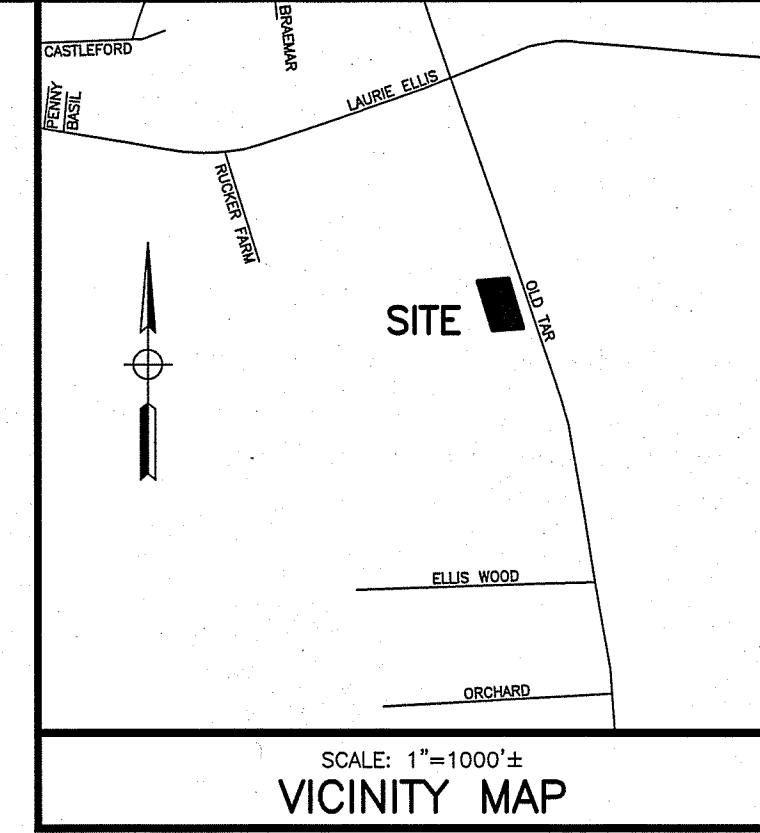 BRAEMAR
CASTLEFORD
LAURIE ELLIS
PENNY
BASIL
RUCKER FARM
OLD TAR
SITE
ELLIS WOOD
ORCHARD
SCALE: 1"=1000'±
VICINITY MAP